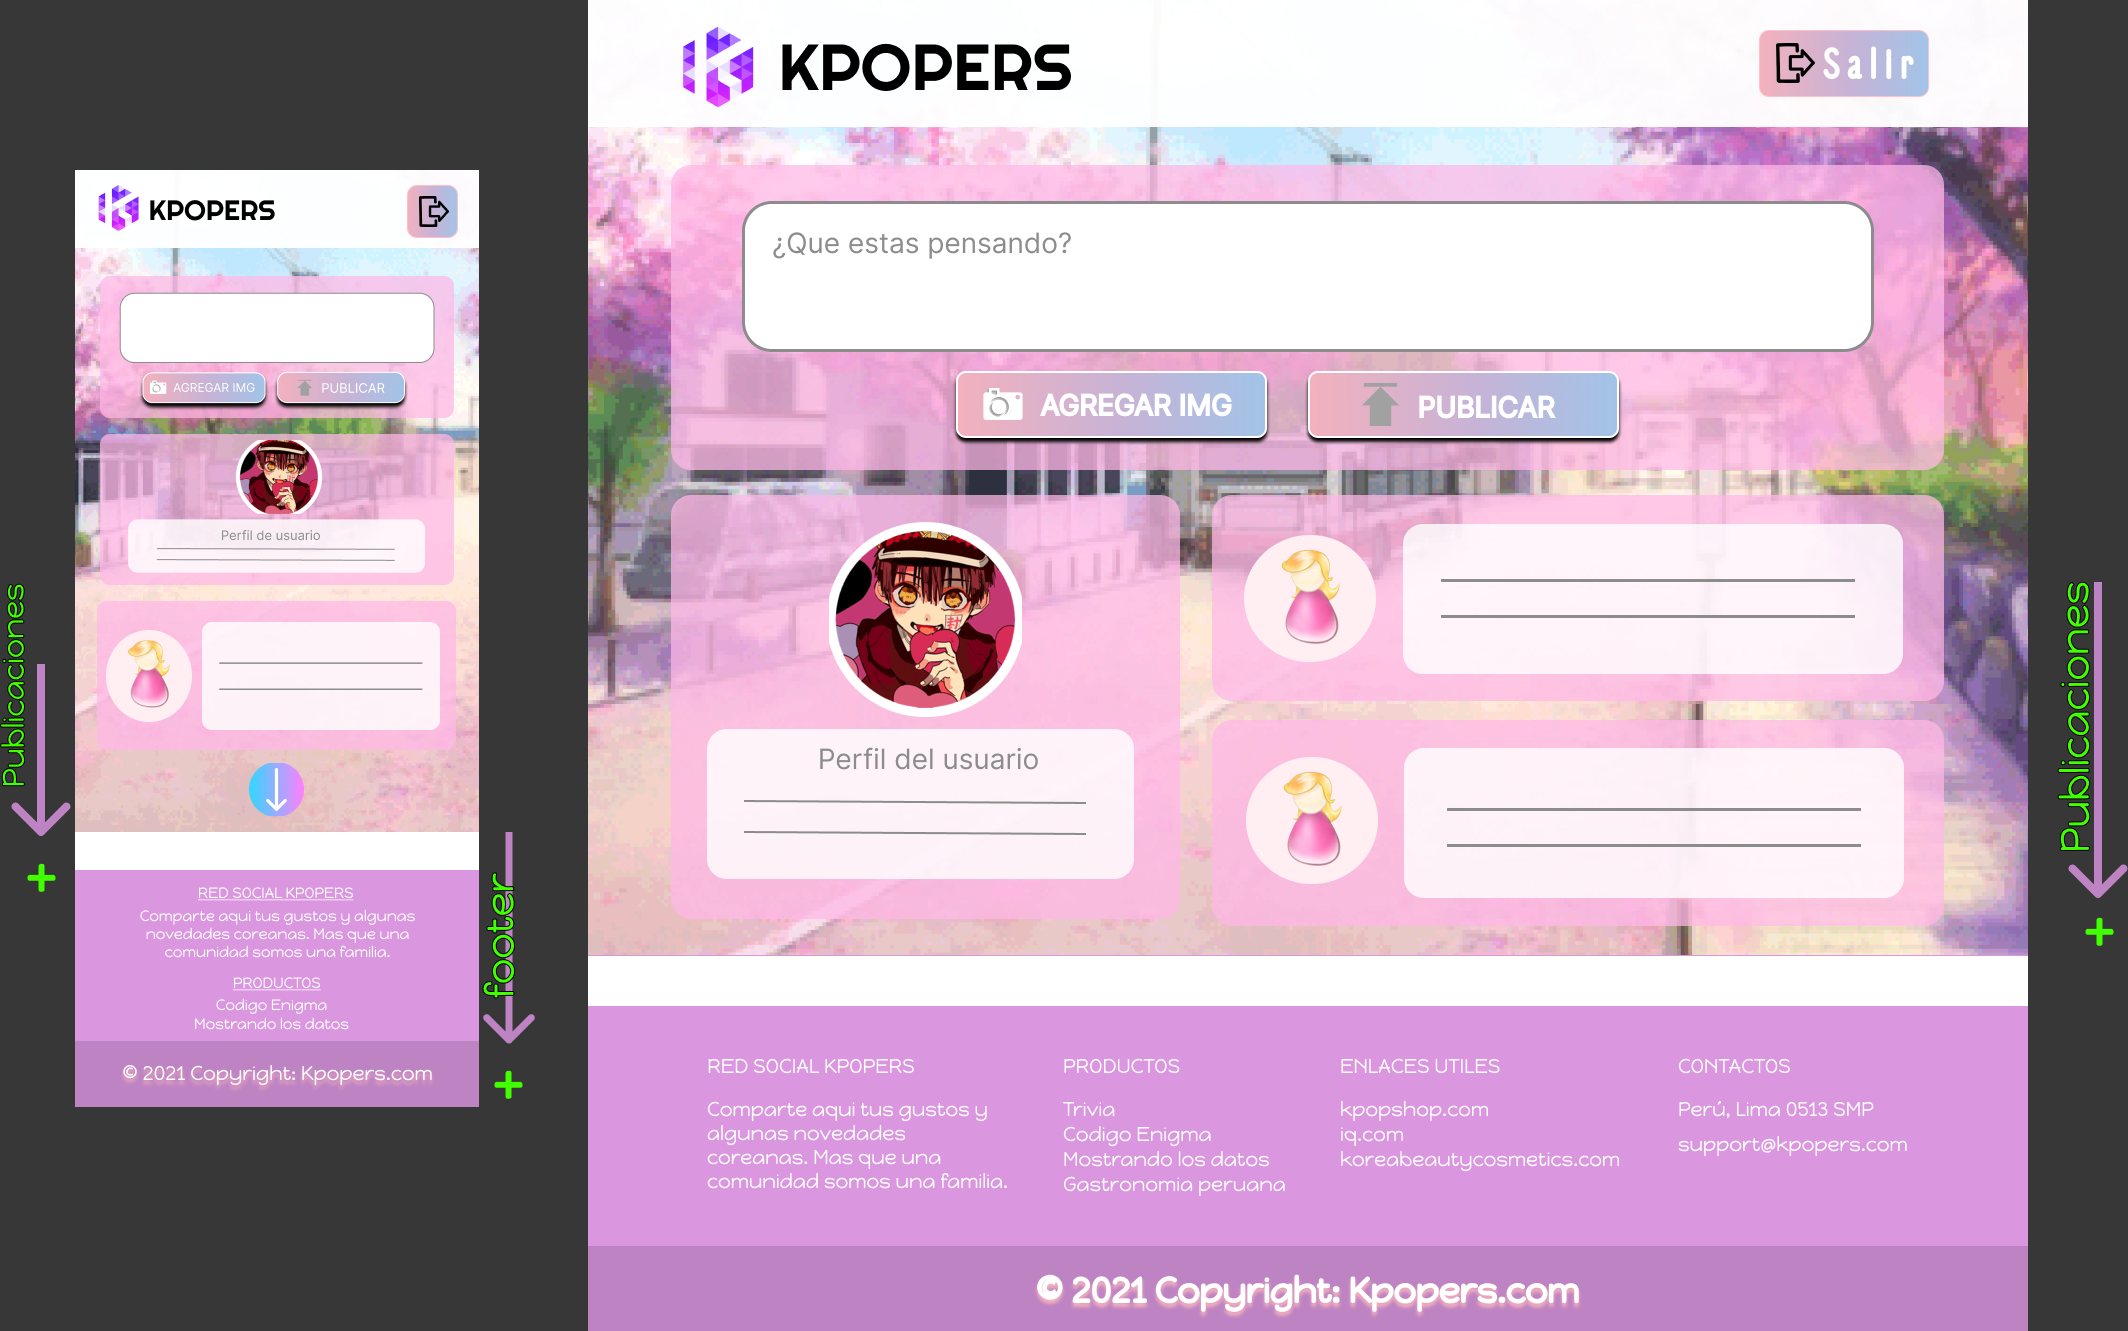 KPOPERS
AGREGAR IMG
PUBLICAR
Perfil de usuario
Publicaciones
+
RED SOCIAL KPOPERS
Comparte aqui tus gustos y algunas
novedades coreanas. Mas que una
comunidad somos una familia.
PRODUCTOS
Codigo Enigma
Mostrando los datos
© 2021 Copyright: Kpopers.com
footer
+
KPOPERS
SalIr
¿Que estas pensando?
AGREGAR IMG
PUBLICAR
封
Perfil del usuario
Publicaciones
+
RED SOCIAL KPOPERS
Comparte aqui tus gustos y
algunas novedades
coreanas. Mas que una
comunidad somos una familia.
PRODUCTOS
Trivia
Codigo Enigma
Mostrando los datos
Gastronomia peruana
ENLACES UTILES
kpopshop.com
iq.com
koreabeautycosmetics.com
CONTACTOS
Perú, Lima 0513 SMP
support@kpopers.com
© 2021 Copyright: Kpopers.com